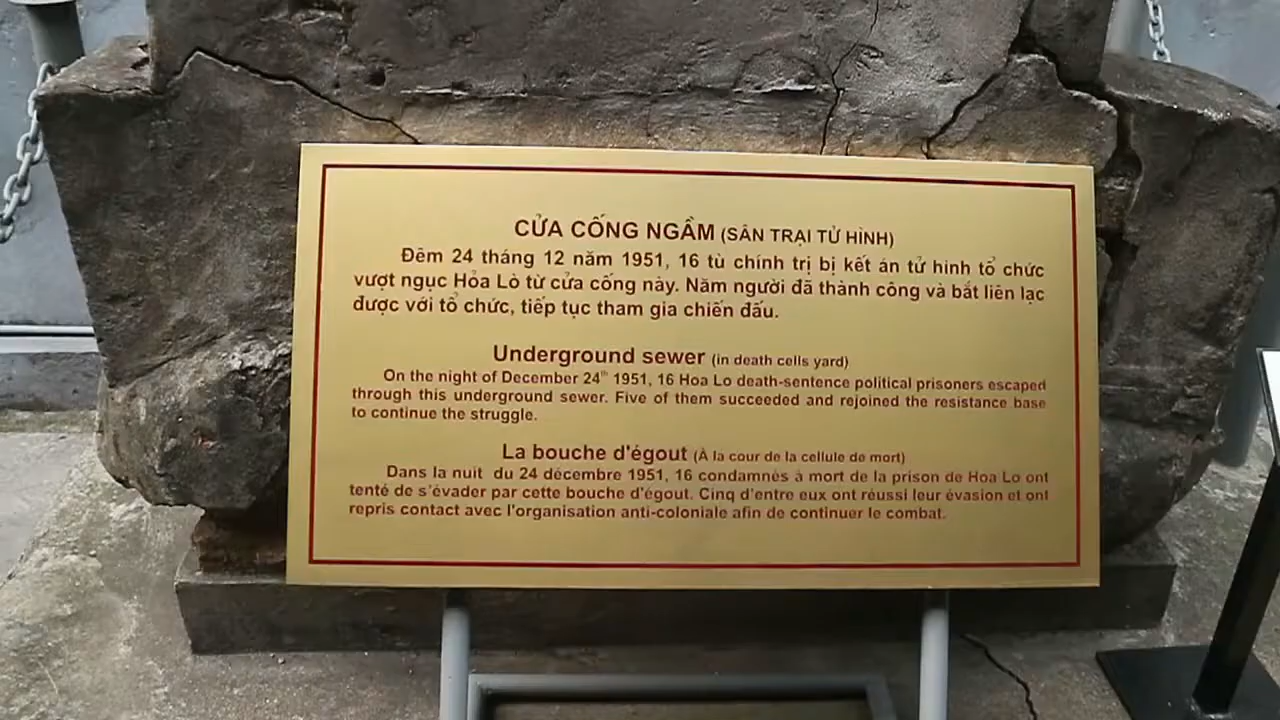 CỬA CỐNG NGẦM (SÂN TRẠI TỬ HÌNH)
Đêm 24 tháng 12 năm 1951, 16 tù chính trị bị kết án tử hình tổ chức
vượt ngục Hỏa Lò từ cửa cống này. Năm người đã thành công và bắt liên lạc
được với tổ chức, tiếp tục tham gia chiến đấu.
Underground sewer (in death cells yard)
On the night of December 24th 1951, 16 Hoa Lo death-sentence political prisoners escaped
through this underground sewer. Five of them succeeded and rejoined the resistance base
to continue the struggle.
La bouche d'égout (À la cour de la cellule de mort)
Dans la nuit du 24 décembre 1951, 16 condamnés à mort de la prison de Hoa Lo ont
tenté de s'évader par cette bouche d'égout. Cinq d'entre eux ont réussi leur évasion et ont
repris contact avec l'organisation anti-coloniale afin de continuer le combat.